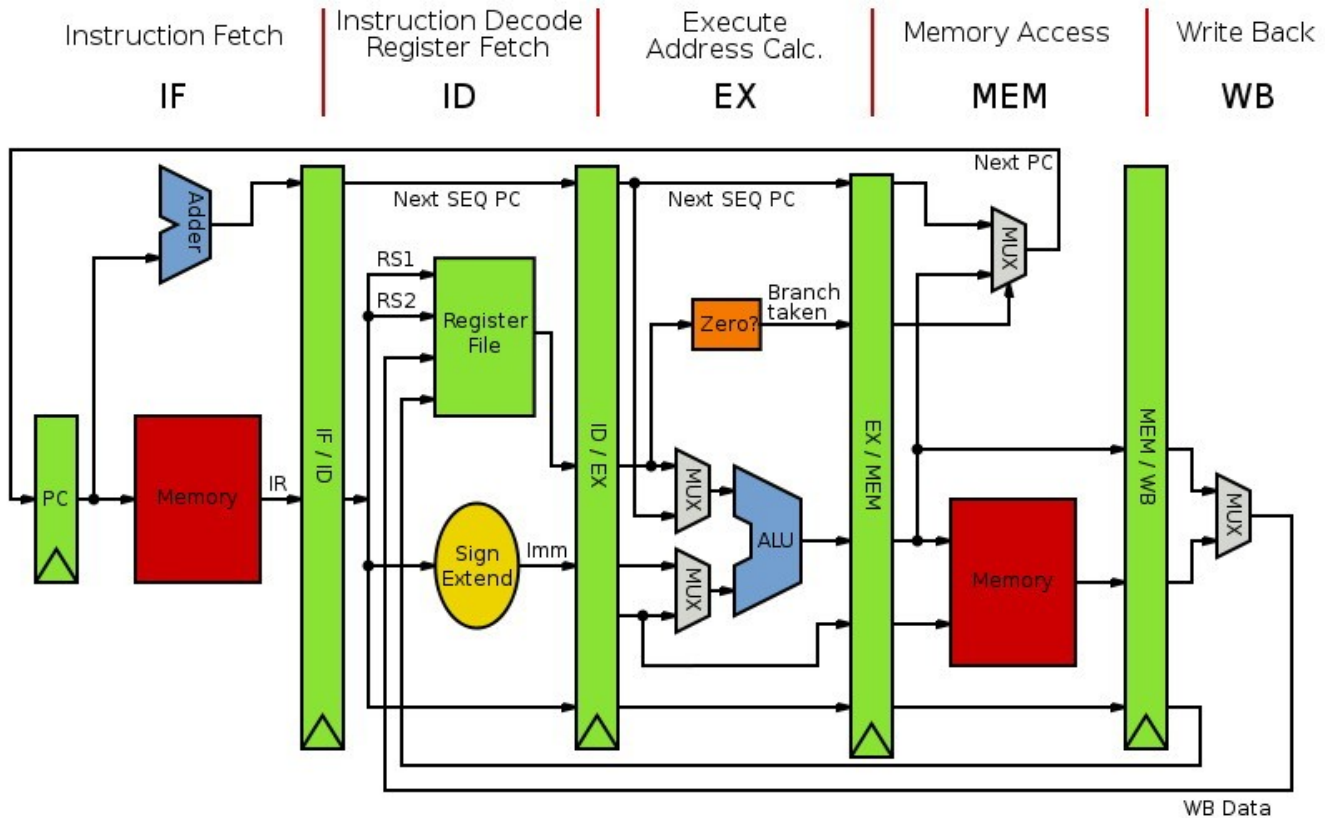 Instruction Fetch
Instruction Decode
Register Fetch
Execute
Address Calc.
Memory Access
Write Back
IF
ID
EX
MEM
WB
Next PC
Adder
Next SEQ PC
Next SEQ PC
MUX
RS1
RS2
Register
File
Branch
taken
Zero?
IF / ID
ID / EX
EX / MEM
MEM / WB
PC
Memory
IR
MUX
MUX
ALU
Sign
Extend
Imm
MUX
Memory
WB Data